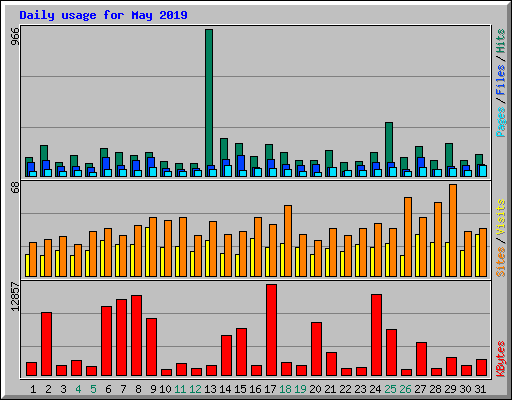 Daily usage for May 2019
966
Pages / Files / Hits
68
Sites / Visits
12857
KBytes
1 2 3 4 5 6 7 8 9 10 11 12 13 14 15 16 17 18 19 20 21 22 23 24 25 26 27 28 29 30 31